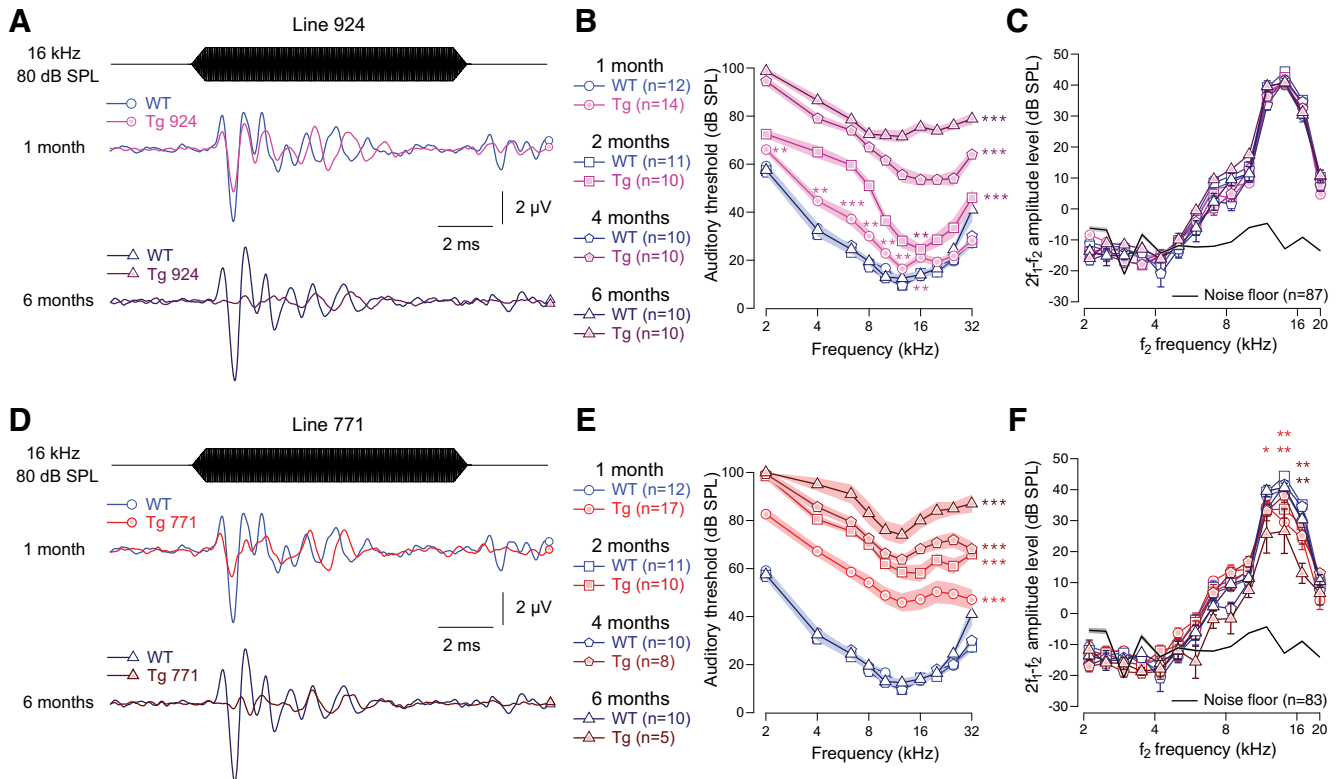 A
Line 924
16 kHz
80 dB SPL
WT
Tg 924
1 month
2 µV
2 ms
WT
Tg 924
6 months
B
1 month
WT (n=12)
Tg (n=14)
2 months
WT (n=11)
Tg (n=10)
4 months
WT (n=10)
Tg (n=10)
6 months
WT (n=10)
Tg (n=10)
Auditory threshold (dB SPL)
100
80
60
40
20
0
***
***
***
**
**
***
**
**
**
**
**
2 4 8 16 32
Frequency (kHz)
C
2f1-f2 amplitude level (dB SPL)
50
40
30
20
10
0
-10
-20
-30
Noise floor (n=87)
2 4 8 16 20
f2 frequency (kHz)
D
Line 771
16 kHz
80 dB SPL
WT
Tg 771
1 month
2 µV
2 ms
WT
Tg 771
6 months
E
1 month
WT (n=12)
Tg (n=17)
2 months
WT (n=11)
Tg (n=10)
4 months
WT (n=10)
Tg (n=8)
6 months
WT (n=10)
Tg (n=5)
Auditory threshold (dB SPL)
100
80
60
40
20
0
***
***
***
***
2 4 8 16 32
Frequency (kHz)
F
2f1-f2 amplitude level (dB SPL)
50
40
30
20
10
0
-10
-20
-30
**
* **
**
**
Noise floor (n=83)
2 4 8 16 20
f2 frequency (kHz)